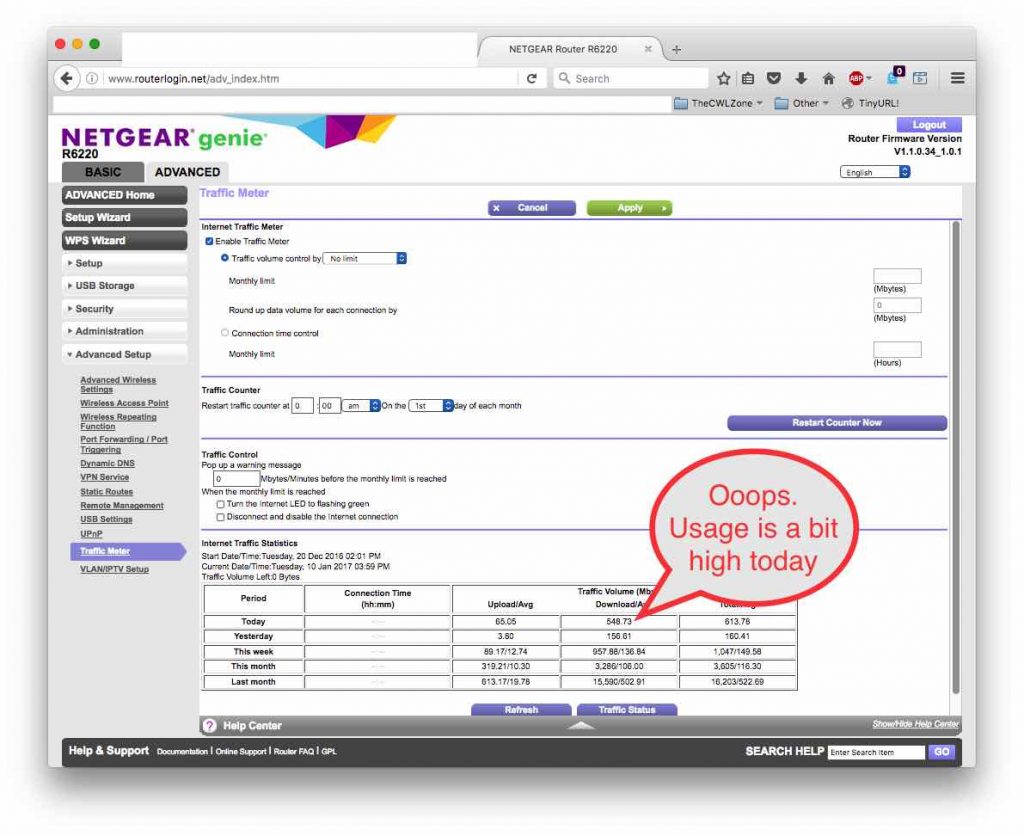 NETGEAR Router R6220
www.routerlogin.net/adv_index.htm
Search
ABP
0
TheCWLZone
Other
TinyURL!
NETGEAR® genie®
R6220
Logout
Router Firmware Version
V1.1.0.34_1.0.1
BASIC
ADVANCED
English
ADVANCED Home
Setup Wizard
WPS Wizard
Setup
USB Storage
Security
Administration
Advanced Setup
Advanced Wireless
Settings
Wireless Access Point
Wireless Repeating
Function
Port Forwarding / Port
Triggering
Dynamic DNS
VPN Service
Static Routes
Remote Management
USB Settings
UPnP
Traffic Meter
VLAN/IPTV Setup
Traffic Meter
Cancel
Apply
Internet Traffic Meter
Enable Traffic Meter
Traffic volume control by No limit
Monthly limit
(Mbytes)
Round up data volume for each connection by
0
(Mbytes)
Connection time control
Monthly limit
(Hours)
Traffic Counter
Restart traffic counter at 0 : 00 am On the 1st day of each month
Restart Counter Now
Traffic Control
Pop up a warning message
0 Mbytes/Minutes before the monthly limit is reached
When the monthly limit is reached
Turn the Internet LED to flashing green
Disconnect and disable the Internet connection
Ooops.
Usage is a bit
high today
Internet Traffic Statistics
Start Date/Time:Tuesday, 20 Dec 2016 02:01 PM
Current Date/Time:Tuesday, 10 Jan 2017 03:59 PM
Traffic Volume Left:0 Bytes
Period
Connection Time
(hh:mm)
Traffic Volume
Upload/Avg
Today --:-- 65.05 548.73 613.78
Yesterday --:-- 3.80 156.61 160.41
This week --:-- 89.17/12.74 957.88/136.84 1,047/149.58
This month --:-- 319.21/10.30 3,286/106.00 3,605/116.30
Last month --:-- 613.17/19.78 15,590/502.91 16,203/522.69
Refresh
Traffic Status
? Help Center
Show/Hide Help Center
Help & Support Documentation | Online Support | Router FAQ | GPL
SEARCH HELP Enter Search Item GO